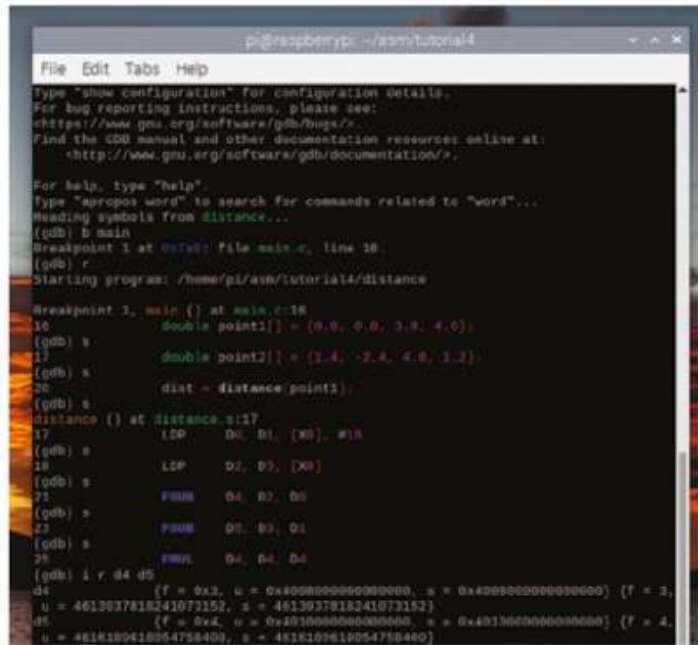 pi@raspberrypi: ~/asm/tutorial4
File Edit Tabs Help
Type "show configuration" for configuration details.
For bug reporting instructions, please see:
<https://www.gnu.org/software/gdb/bugs/>.
Find the GDB manual and other documentation resources online at:
<http://www.gnu.org/software/gdb/documentation/>.
For help, type "help".
Type "apropos word" to search for commands related to "word"...
Reading symbols from distance...
(gdb) b main
Breakpoint 1 at file main.c, line 16.
(gdb) r
Starting program: /home/pi/asm/tutorial4/distance
Breakpoint 1, main () at main.c:16
16 double point1[] = {0.0, 0.0, 3.0, 4.0};
(gdb) s
17 double point2[] = {1.4, -2.4, 4.6, 1.2};
(gdb) s
20 dist = distance(point1);
(gdb) s
distance () at distance.s:17
17 LDP D0, D1, [X0], #16
(gdb) s
18 LDP D2, D3, [X0]
(gdb) s
21 FSUB D4, D2, D0
(gdb) s
23 FSUB D5, D3, D1
(gdb) s
25 FMUL D4, D4, D4
(gdb) i r d4 d5
d4 {f = 0x3, u = 0x4008000000000000, s = 0x4008000000000000} {f = 3,
u = 4613937818241073152, s = 4613937818241073152}
d5 {f = 0x4, u = 0x4010000000000000, s = 0x4010000000000000} {f = 4,
u = 4616189618054758400, s = 4616189618054758400}